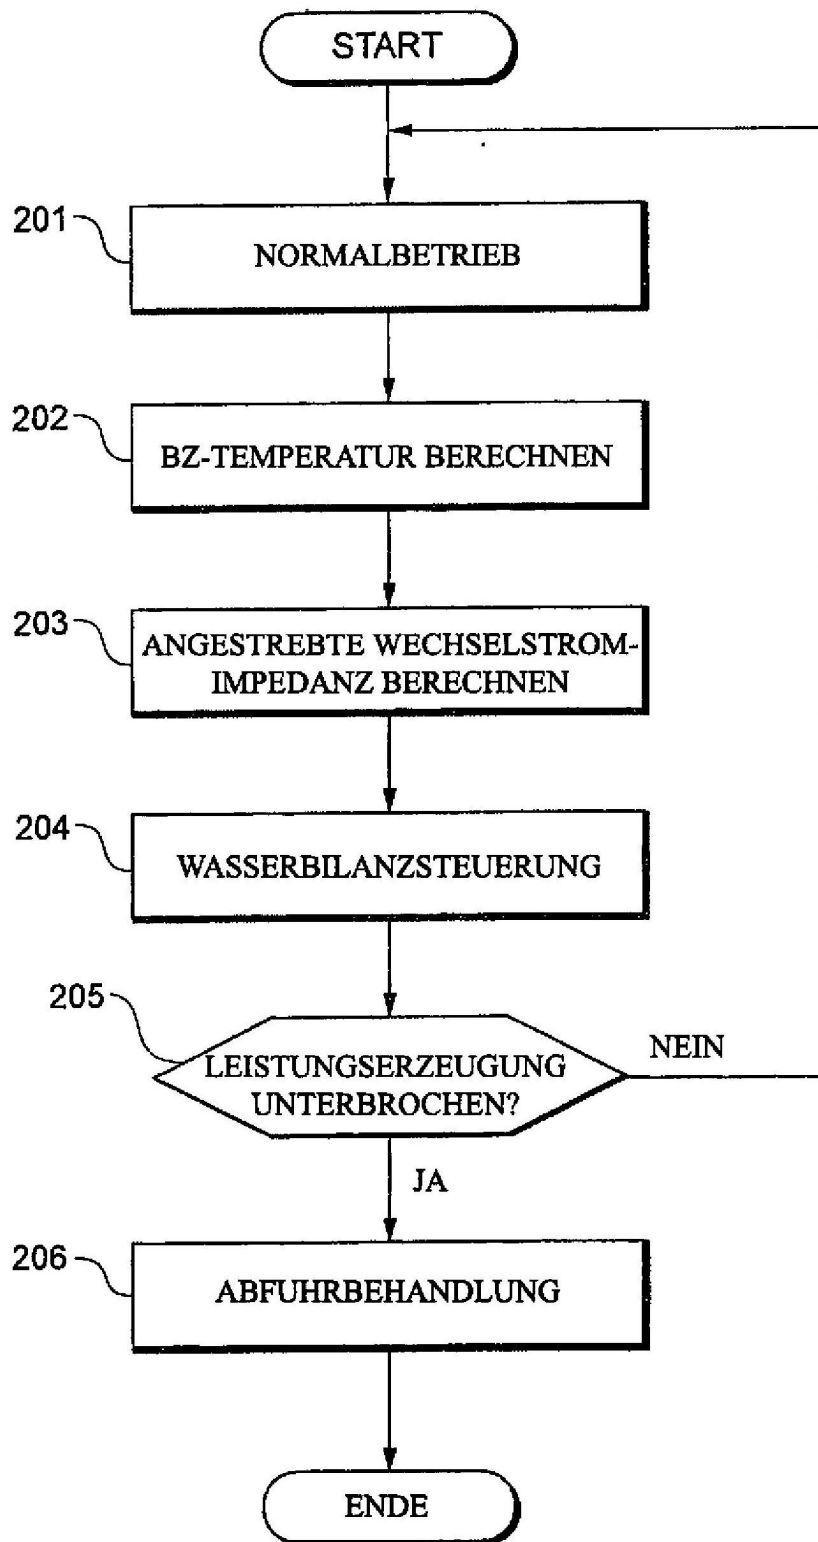 START
201
NORMALBETRIEB
202
BZ-TEMPERATUR BERECHNEN
203
ANGESTREBTE WECHSELSTROM-
IMPEDANZ BERECHNEN
204
WASSERBILANZSTEUERUNG
205
LEISTUNGSERZEUGUNG
UNTERBROCHEN?
NEIN
JA
206
ABFUHRBEHANDLUNG
ENDE